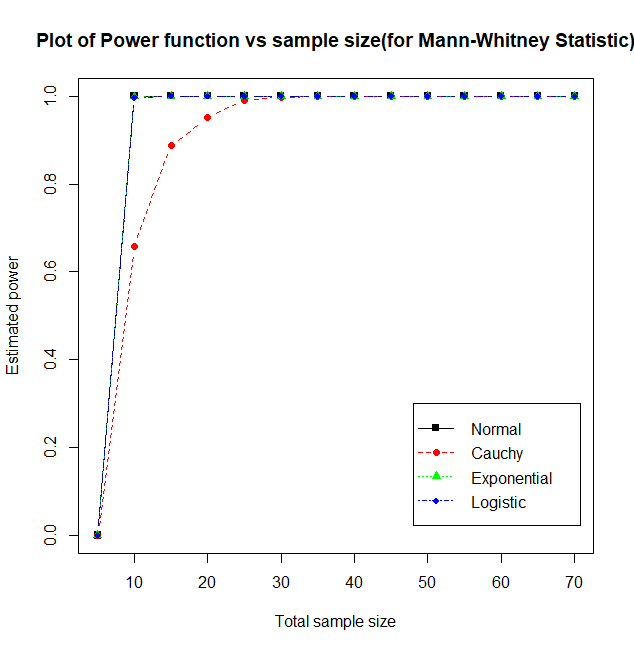 Plot of Power function vs sample size(for Mann-Whitney Statistic)
1.0
0.8
0.6
0.4
0.2
0.0
Estimated power
Normal
Cauchy
Exponential
Logistic
10 20 30 40 50 60 70
Total sample size